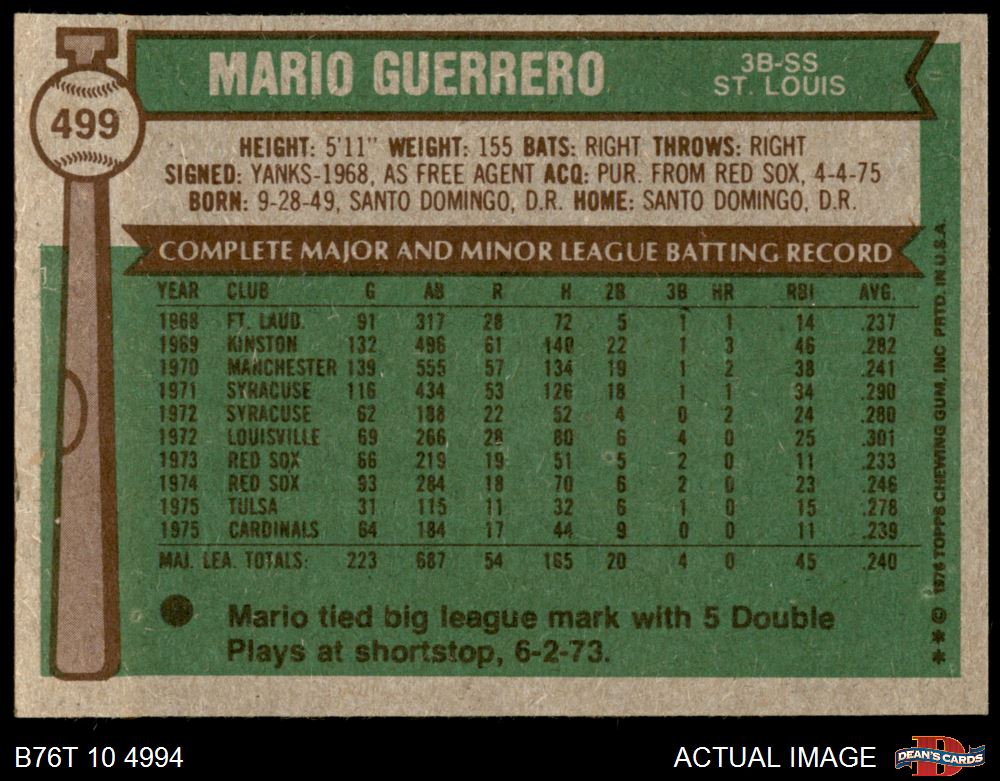 MARIO GUERRERO
3B-SS
ST. LOUIS
499
HEIGHT: 5'11" WEIGHT: 155 BATS: RIGHT THROWS: RIGHT
SIGNED: YANKS-1968, AS FREE AGENT ACQ: PUR. FROM RED SOX, 4-4-75
BORN: 9-28-49, SANTO DOMINGO, D.R. HOME: SANTO DOMINGO, D.R.
COMPLETE MAJOR AND MINOR LEAGUE BATTING RECORD
YEAR CLUB G AB R H 2B 3B HR RBI AVG.
1968 FT. LAUD. 91 317 28 72 5 1 1 14 .237
1969 KINSTON 132 496 61 140 22 1 3 46 .282
1970 MANCHESTER 139 555 57 134 19 1 2 38 .241
1971 SYRACUSE 116 434 53 126 18 1 1 34 .290
1972 SYRACUSE 62 188 22 52 4 0 2 24 .280
1972 LOUISVILLE 69 266 28 80 6 4 0 25 .301
1973 RED SOX 66 219 19 51 5 2 0 11 .233
1974 RED SOX 93 284 18 70 6 2 0 23 .246
1975 TULSA 31 115 11 32 6 1 0 15 .278
1975 CARDINALS 64 184 17 44 9 0 0 11 .239
MAJ. LEA. TOTALS: 223 687 54 165 20 4 0 45 .240
Mario tied big league mark with 5 Double
Plays at shortstop, 6-2-73.
** © 1976 TOPPS CHEWING GUM, INC PRTD. IN U.S.A.
B76T 10 4994
ACTUAL IMAGE
D
DEAN'S CARDS